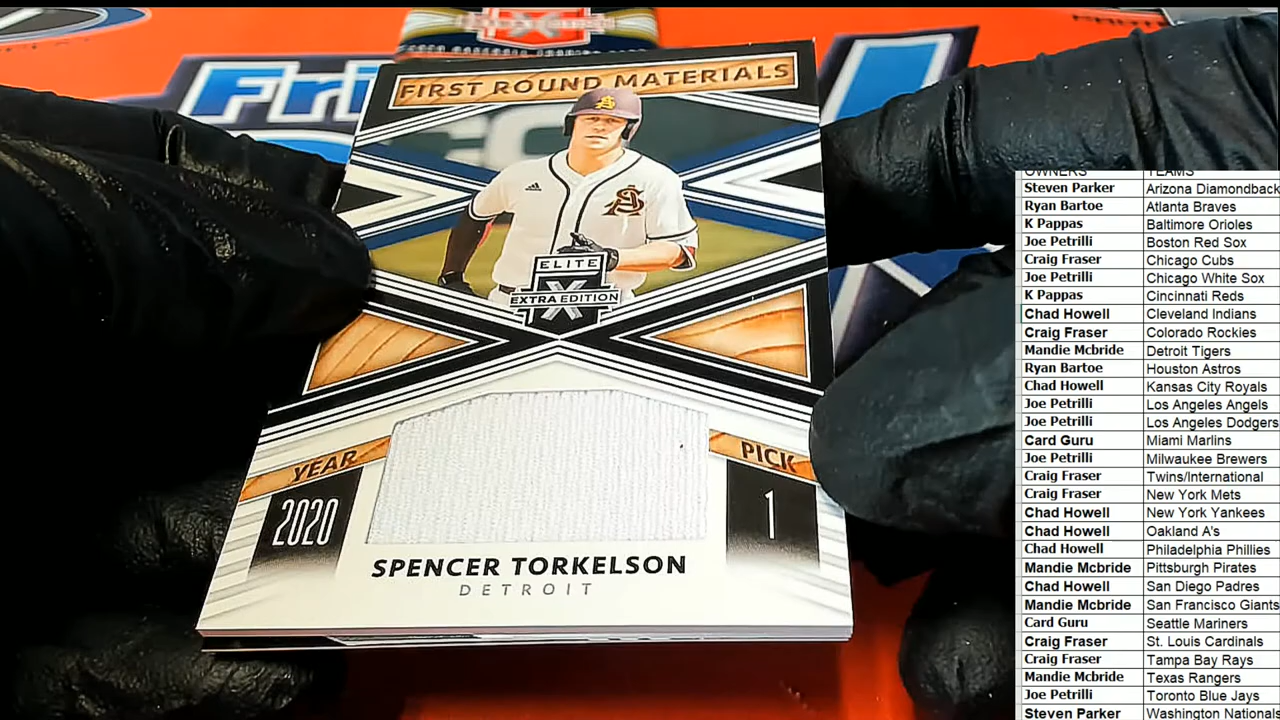 Fri
FIRST ROUND MATERIALS
AS
ELITE
EXTRA EDITION
YEAR
PICK
2020
1
SPENCER TORKELSON
DETROIT
OWNERS TEAMS
Steven Parker Arizona Diamondback
Ryan Bartoe Atlanta Braves
K Pappas Baltimore Orioles
Joe Petrilli Boston Red Sox
Craig Fraser Chicago Cubs
Joe Petrilli Chicago White Sox
K Pappas Cincinnati Reds
Chad Howell Cleveland Indians
Craig Fraser Colorado Rockies
Mandie Mcbride Detroit Tigers
Ryan Bartoe Houston Astros
Chad Howell Kansas City Royals
Joe Petrilli Los Angeles Angels
Joe Petrilli Los Angeles Dodgers
Card Guru Miami Marlins
Joe Petrilli Milwaukee Brewers
Craig Fraser Twins/International
Craig Fraser New York Mets
Chad Howell New York Yankees
Chad Howell Oakland A's
Chad Howell Philadelphia Phillies
Mandie Mcbride Pittsburgh Pirates
Chad Howell San Diego Padres
Mandie Mcbride San Francisco Giants
Card Guru Seattle Mariners
Craig Fraser St. Louis Cardinals
Craig Fraser Tampa Bay Rays
Mandie Mcbride Texas Rangers
Joe Petrilli Toronto Blue Jays
Steven Parker Washington Nationals